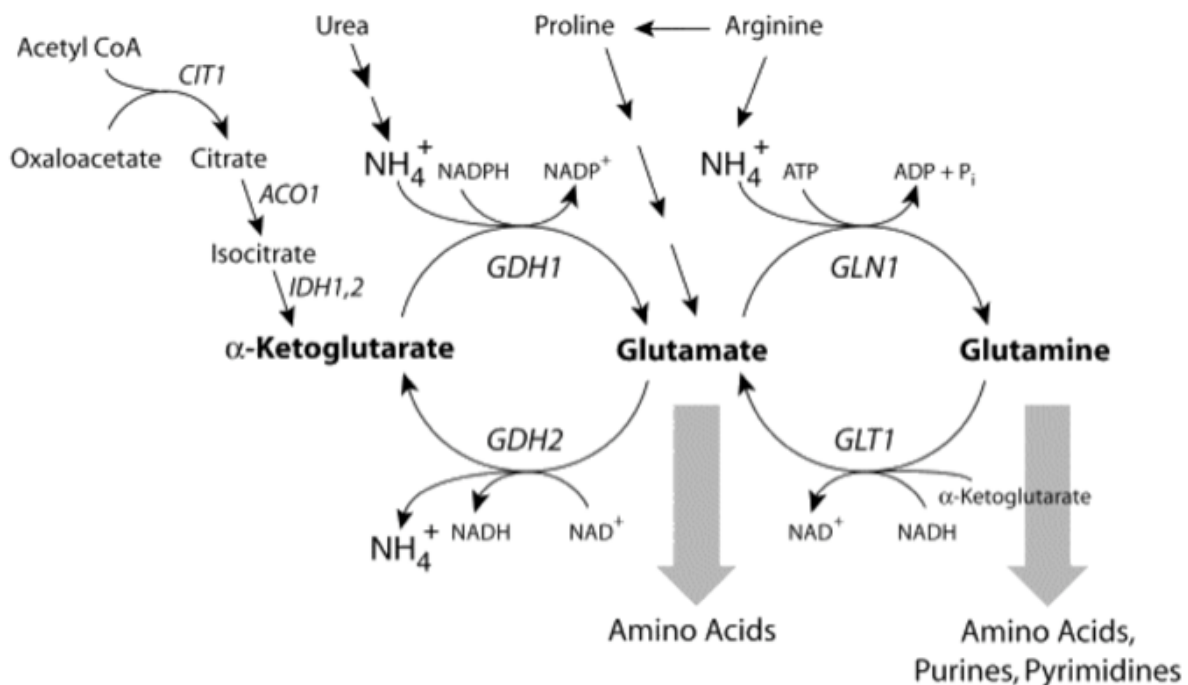 Urea
Proline
Arginine
Acetyl CoA
CIT1
Oxaloacetate
Citrate
NH4+
NADPH
NADP+
NH4+
ATP
ADP + Pi
ACO1
Isocitrate
GDH1
GLN1
IDH1,2
α-Ketoglutarate
Glutamate
Glutamine
GDH2
GLT1
α-Ketoglutarate
NH4+
NADH
NAD+
NAD+
NADH
Amino Acids
Amino Acids,
Purines, Pyrimidines